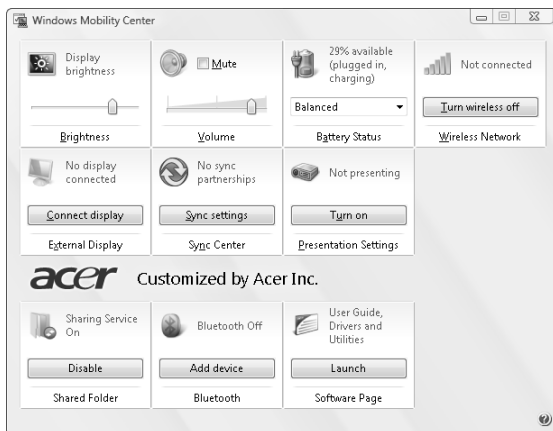 Windows Mobility Center
Display
brightness
Brightness
Mute
Volume
29% available
(plugged in,
charging)
Balanced
Battery Status
Not connected
Turn wireless off
Wireless Network
No display
connected
Connect display
External Display
No sync
partnerships
Sync settings
Sync Center
Not presenting
Turn on
Presentation Settings
acer Customized by Acer Inc.
Sharing Service
On
Disable
Shared Folder
Bluetooth Off
Add device
Bluetooth
User Guide,
Drivers and
Utilities
Launch
Software Page
?